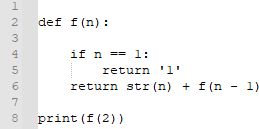 1
2 def f(n):
3
4     if n == 1:
5         return '1'
6     return str(n) + f(n - 1)
7
8 print(f(2))